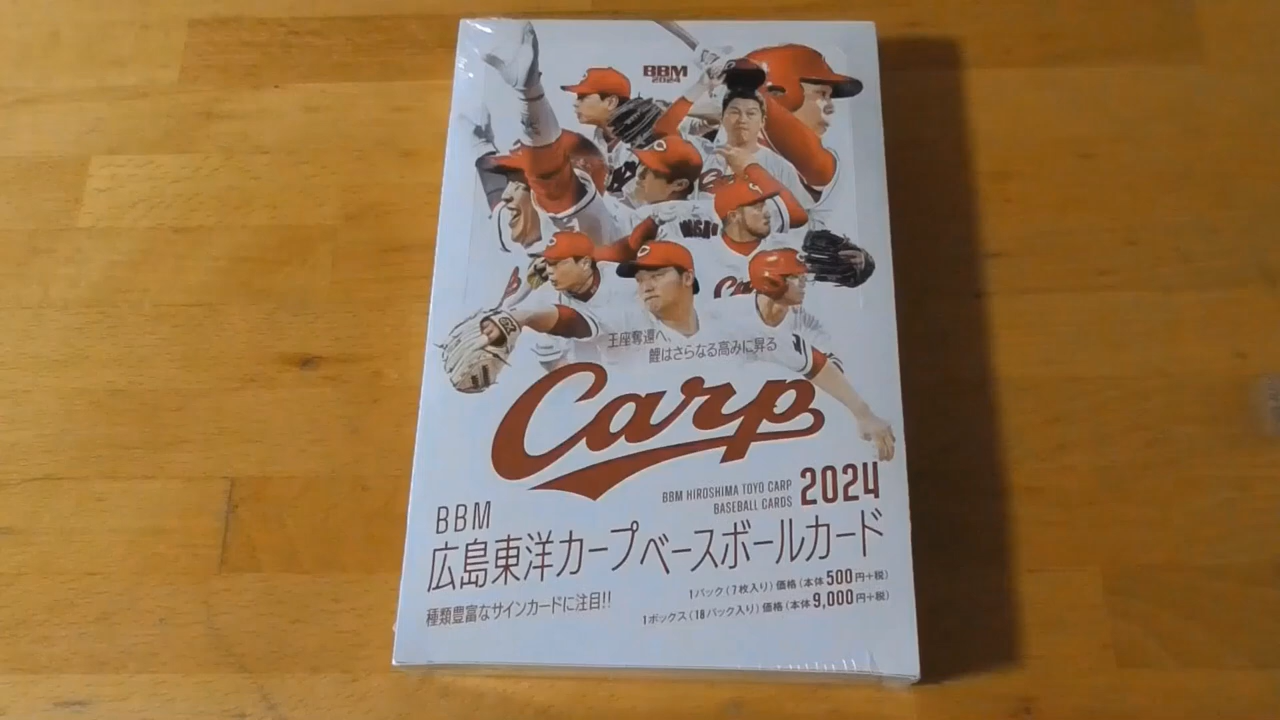 BBM
2024
王座奪還へ、
鯉はさらなる高みに昇る
Carp
BBM HIROSHIMA TOYO CARP
BASEBALL CARDS 2024
BBM
広島東洋カープベースボールカード
種類豊富なサインカードに注目!!
1パック(7枚入り)価格(本体500円+税)
1ボックス(18パック入り)価格(本体9,000円+税)